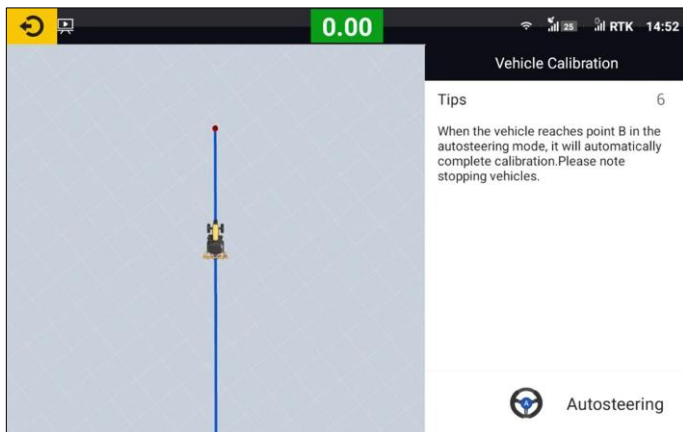 0.00
25
RTK 14:52
Vehicle Calibration
Tips 6
When the vehicle reaches point B in the
autosteering mode, it will automatically
complete calibration.Please note
stopping vehicles.
A
Autosteering